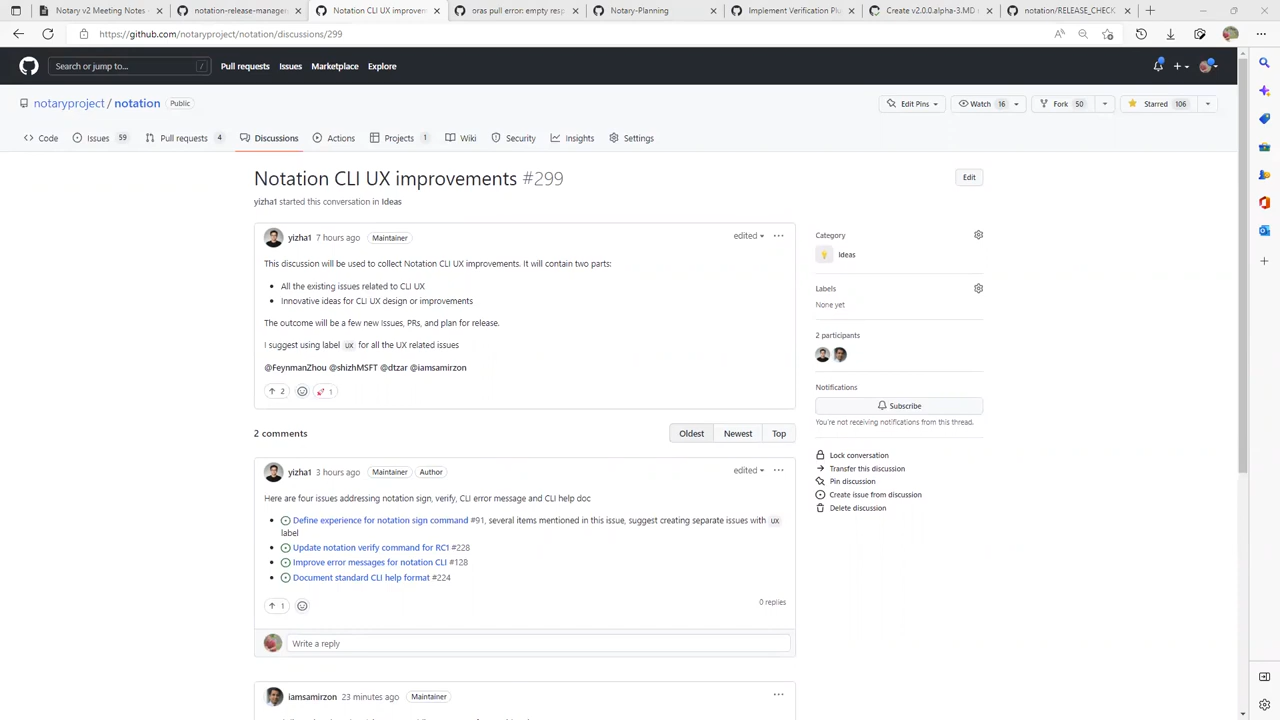 Notary v2 Meeting Notes -
notation-release-manager
Notation CLI UX improvem
oras pull error: empty resp
Notary-Planning
Implement Verification Plu
Create v2.0.0.alpha-3.MD
notation/RELEASE_CHECK
https://github.com/notaryproject/notation/discussions/299
Search or jump to...
/
Pull requests
Issues
Marketplace
Explore
notaryproject / notation
Public
Edit Pins
Watch 16
Fork 50
Starred 106
Code
Issues 59
Pull requests 4
Discussions
Actions
Projects 1
Wiki
Security
Insights
Settings
Notation CLI UX improvements #299
Edit
yizha1 started this conversation in Ideas
yizha1 7 hours ago Maintainer
edited
This discussion will be used to collect Notation CLI UX improvements. It will contain two parts:
All the existing issues related to CLI UX
Innovative ideas for CLI UX design or improvements
The outcome will be a few new Issues, PRs, and plan for release.
I suggest using label ux for all the UX related issues
@FeynmanZhou @shizhMSFT @dtzar @iamsamirzon
2
1
Category
Ideas
Labels
None yet
2 participants
Notifications
Subscribe
You're not receiving notifications from this thread.
Lock conversation
Transfer this discussion
Pin discussion
Create issue from discussion
Delete discussion
2 comments
Oldest
Newest
Top
yizha1 3 hours ago Maintainer Author
edited
Here are four issues addressing notation sign, verify, CLI error message and CLI help doc
Define experience for notation sign command #91, several items mentioned in this issue, suggest creating separate issues with ux
label
Update notation verify command for RC1 #228
Improve error messages for notation CLI #128
Document standard CLI help format #224
1
0 replies
Write a reply
iamsamirzon 23 minutes ago Maintainer